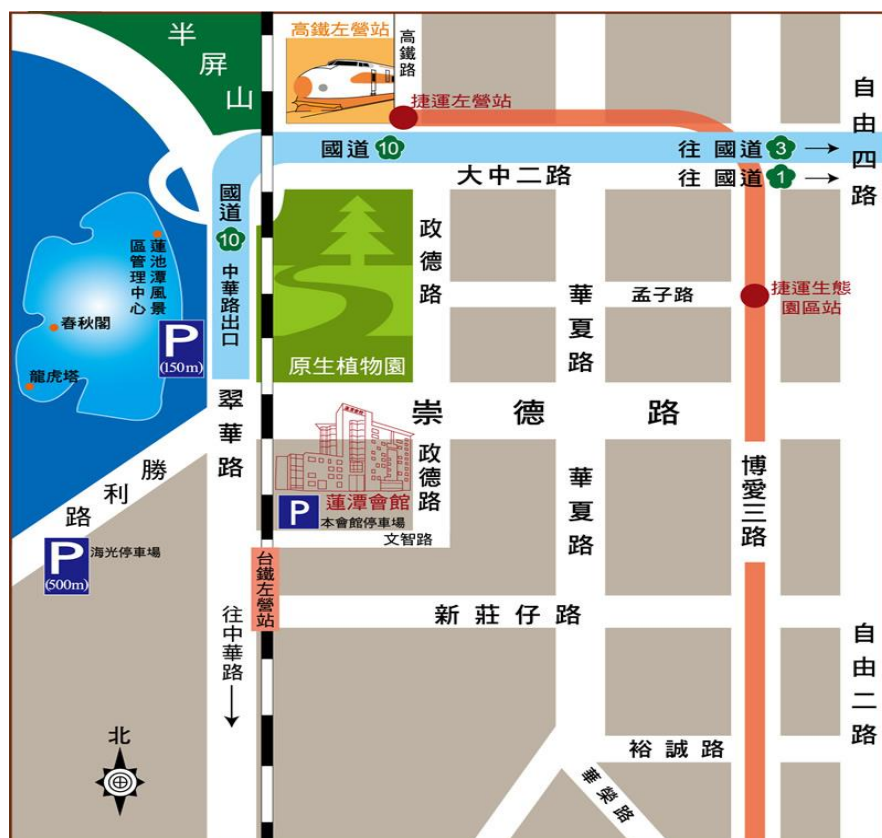 半屏山
高鐵左營站
高鐵路
捷運左營站
自由四路
國道 10
往 國道 3 →
大中二路
往 國道 1 →
國道 10 中華路出口
政德路
蓮池潭風景
區管理中心
華夏路
孟子路
捷運生態
園區站
春秋閣
P
(150m)
龍虎塔
原生植物園
翠華路
崇德路
勝利路
政德路
華夏路
博愛三路
蓮潭會館
P
本會館停車場
文智路
P
(500m)
海光停車場
台鐵左營站
往中華路
新莊仔路
自由二路
裕誠路
華榮路
北